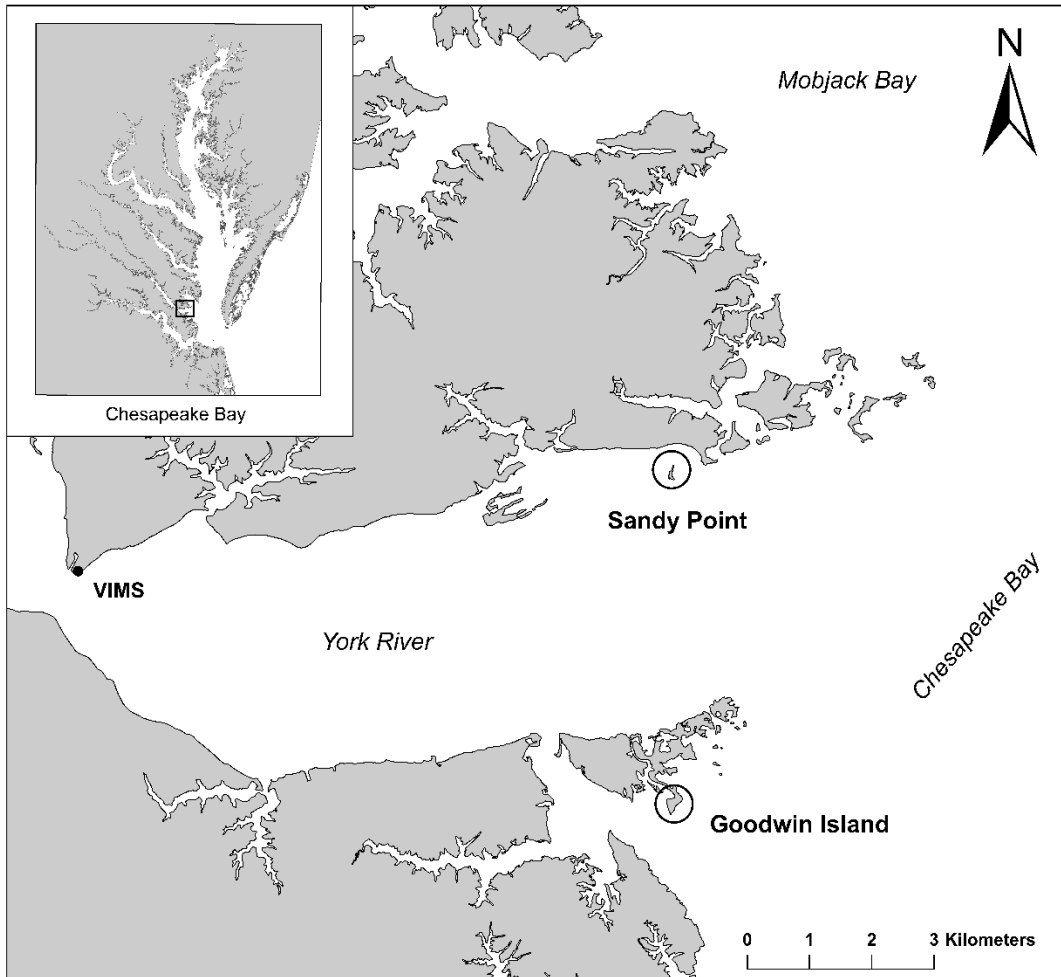 N
Mobjack Bay
Chesapeake Bay
Sandy Point
VIMS
York River
Chesapeake Bay
Goodwin Island
0 1 2 3 Kilometers